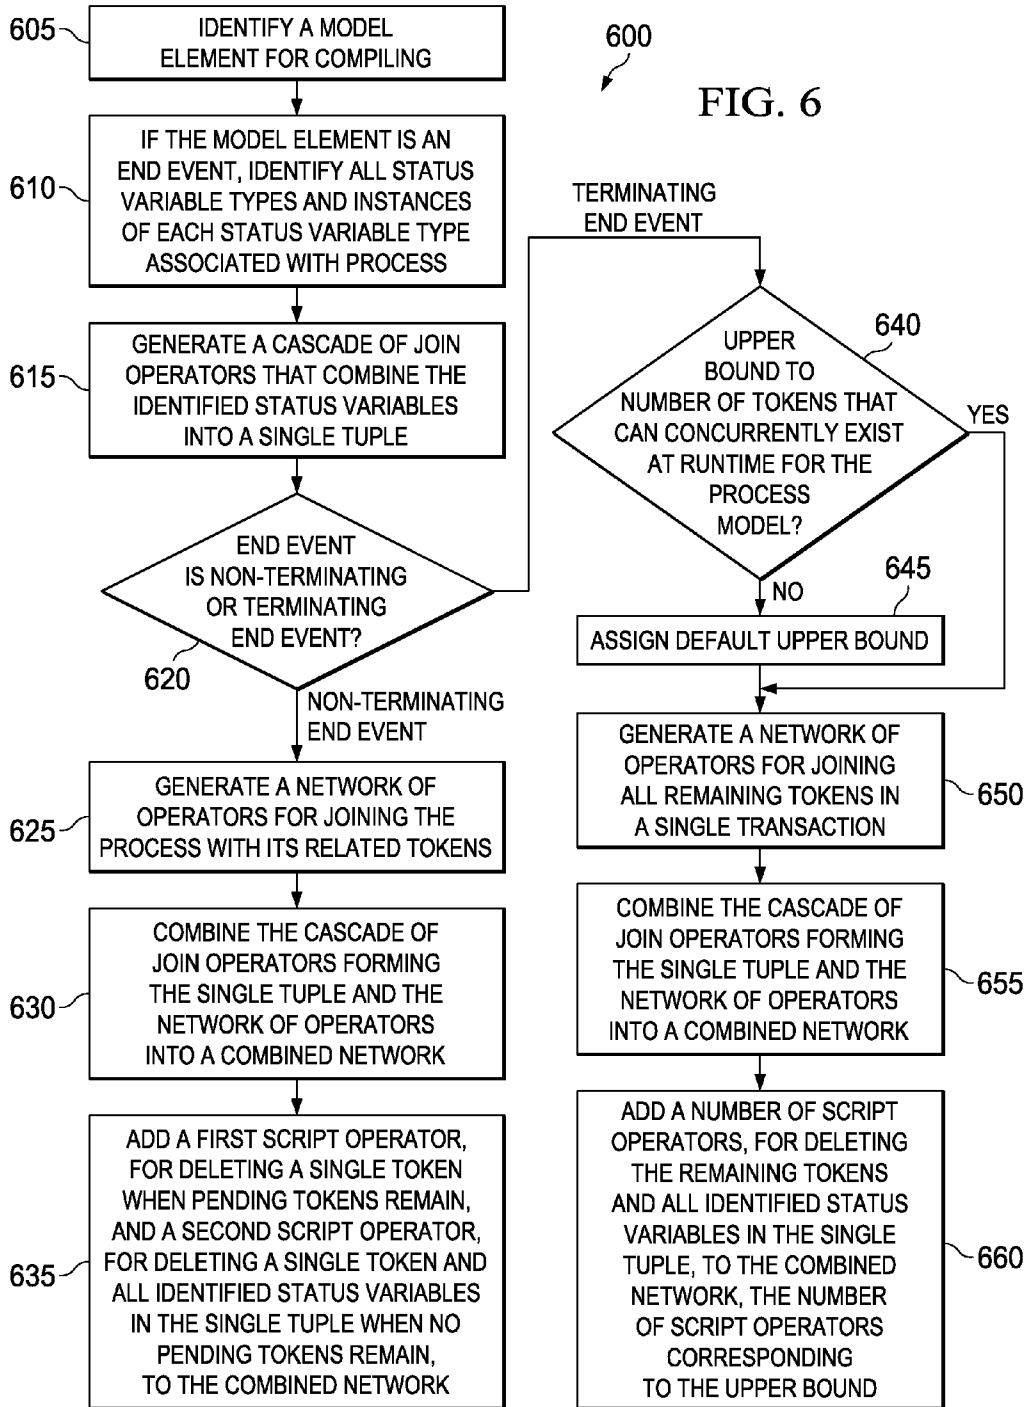 605
IDENTIFY A MODEL
ELEMENT FOR COMPILING
600
FIG. 6
610
IF THE MODEL ELEMENT IS AN
END EVENT, IDENTIFY ALL STATUS
VARIABLE TYPES AND INSTANCES
OF EACH STATUS VARIABLE TYPE
ASSOCIATED WITH PROCESS
615
GENERATE A CASCADE OF JOIN
OPERATORS THAT COMBINE THE
IDENTIFIED STATUS VARIABLES
INTO A SINGLE TUPLE
END EVENT
IS NON-TERMINATING
OR TERMINATING
END EVENT?
620
NON-TERMINATING
END EVENT
625
GENERATE A NETWORK OF
OPERATORS FOR JOINING THE
PROCESS WITH ITS RELATED TOKENS
630
COMBINE THE CASCADE OF
JOIN OPERATORS FORMING
THE SINGLE TUPLE AND THE
NETWORK OF OPERATORS
INTO A COMBINED NETWORK
635
ADD A FIRST SCRIPT OPERATOR,
FOR DELETING A SINGLE TOKEN
WHEN PENDING TOKENS REMAIN,
AND A SECOND SCRIPT OPERATOR,
FOR DELETING A SINGLE TOKEN AND
ALL IDENTIFIED STATUS VARIABLES
IN THE SINGLE TUPLE WHEN NO
PENDING TOKENS REMAIN,
TO THE COMBINED NETWORK
TERMINATING
END EVENT
640
UPPER
BOUND TO
NUMBER OF TOKENS THAT
CAN CONCURRENTLY EXIST
AT RUNTIME FOR THE
PROCESS
MODEL?
YES
NO
645
ASSIGN DEFAULT UPPER BOUND
GENERATE A NETWORK OF
OPERATORS FOR JOINING
ALL REMAINING TOKENS IN
A SINGLE TRANSACTION
650
COMBINE THE CASCADE OF
JOIN OPERATORS FORMING
THE SINGLE TUPLE AND THE
NETWORK OF OPERATORS
INTO A COMBINED NETWORK
655
ADD A NUMBER OF SCRIPT
OPERATORS, FOR DELETING
THE REMAINING TOKENS
AND ALL IDENTIFIED STATUS
VARIABLES IN THE SINGLE
TUPLE, TO THE COMBINED
NETWORK, THE NUMBER
OF SCRIPT OPERATORS
CORRESPONDING
TO THE UPPER BOUND
660